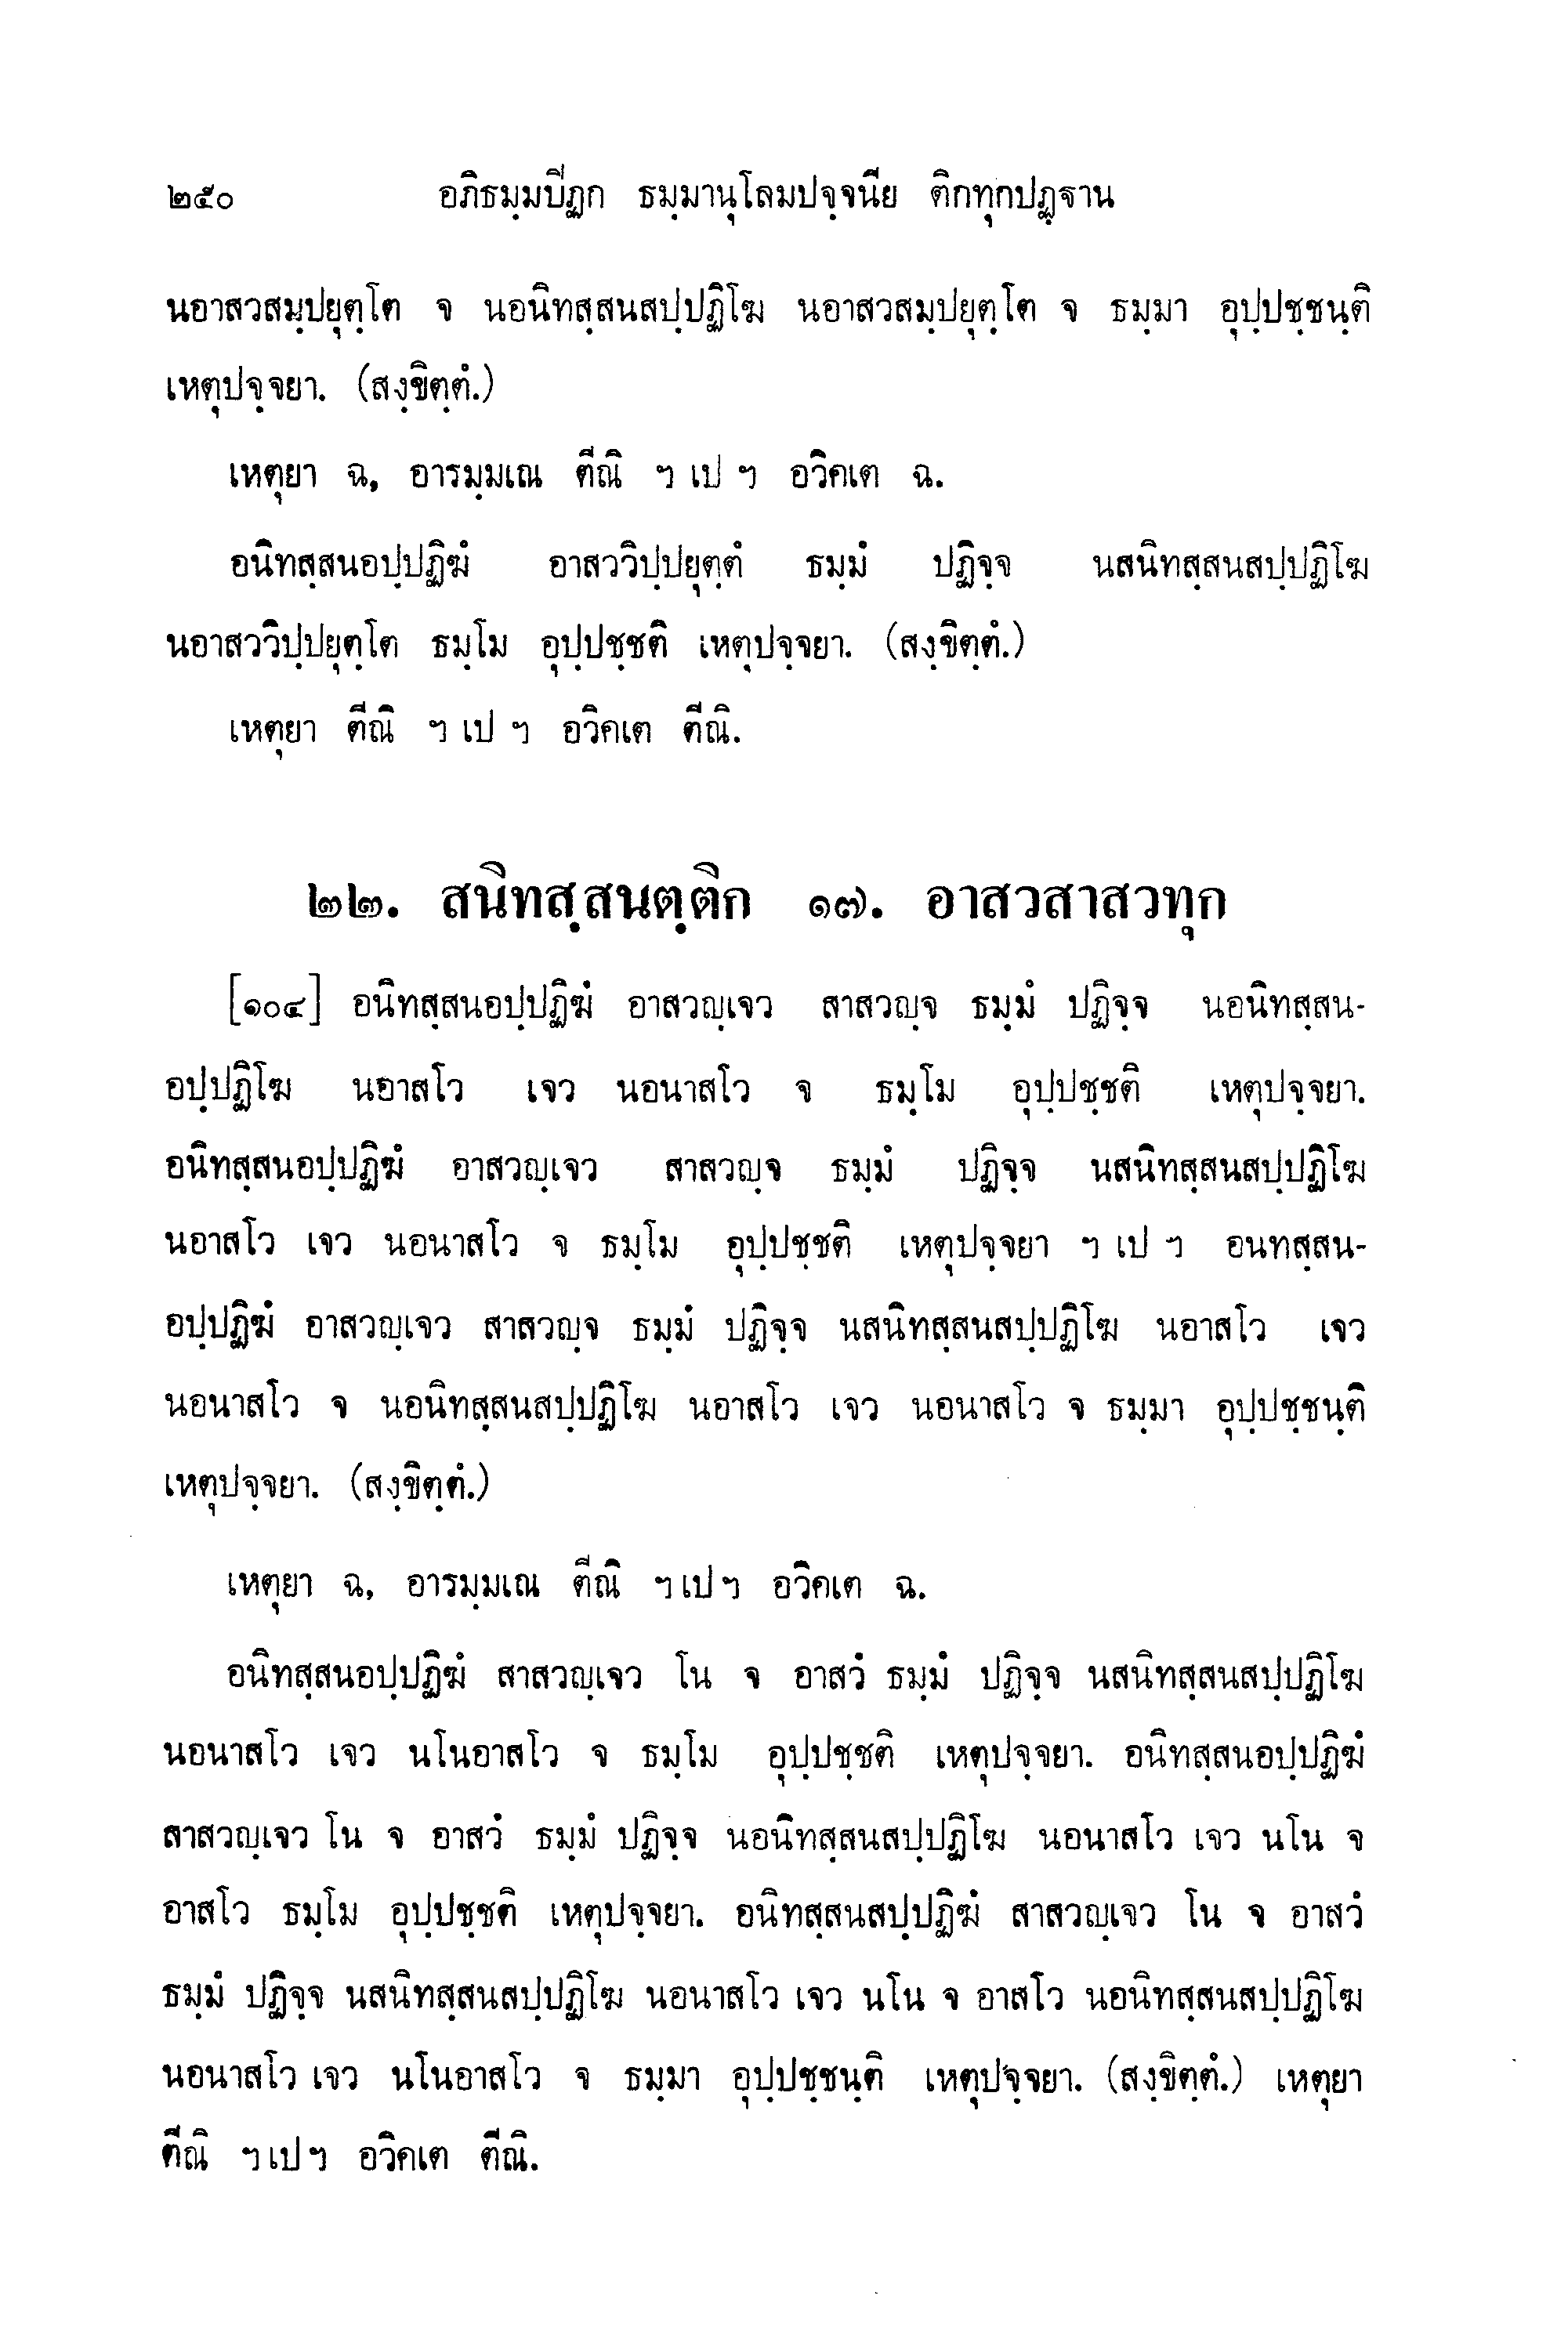 ๒๕๐ อภิธมฺมปิฏก ธมฺมานุโลมปจฺจนีย ติกทุกปฏฺฐาน
นอาสวสมฺปยุตฺโต จ นอนิทสฺสนสปฺปฏิโฆ นอาสวสมฺปยุตฺโต จ ธมฺมา อุปฺปชฺชนฺติ
เหตุปจฺจยา. (สงฺขิตฺตํ.)
เหตุยา ฉ, อารมฺมเณ ตีณิ ฯ เป ฯ อวิคเต ฉ.
อนิทสฺสนอปฺปฏิฆํ อาสววิปฺปยุตฺตํ ธมฺมํ ปฏิจฺจ นสนิทสฺสนสปฺปฏิโฆ
นอาสววิปฺปยุตฺโต ธมฺโม อุปฺปชฺชติ เหตุปจฺจยา. (สงฺขิตฺตํ.)
เหตุยา ตีณิ ฯ เป ฯ อวิคเต ตีณิ.
๒๒. สนิทสฺสนตฺติก ๑๗. อาสวสาสวทุก
[๑๐๔] อนิทสฺสนอปฺปฏิฆํ อาสวญฺเจว สาสวญฺจ ธมฺมํ ปฏิจฺจ นอนิทสฺสน-
อปฺปฏิโฆ นอาสโว เจว นอนาสโว จ ธมฺโม อุปฺปชฺชติ เหตุปจฺจยา.
อนิทสฺสนอปฺปฏิฆํ อาสวญฺเจว สาสวญฺจ ธมฺมํ ปฏิจฺจ นสนิทสฺสนสปฺปฏิโฆ
นอาสโว เจว นอนาสโว จ ธมฺโม อุปฺปชฺชติ เหตุปจฺจยา ฯ เป ฯ อนทสฺสน-
อปฺปฏิฆํ อาสวญฺเจว สาสวญฺจ ธมฺมํ ปฏิจฺจ นสนิทสฺสนสปฺปฏิโฆ นอาสโว เจว
นอนาสโว จ นอนิทสฺสนสปฺปฏิโฆ นอาสโว เจว นอนาสโว จ ธมฺมา อุปฺปชฺชนฺติ
เหตุปจฺจยา. (สงฺขิตฺตํ.)
เหตุยา ฉ, อารมฺมเณ ตีณิ ฯ เป ฯ อวิคเต ฉ.
อนิทสฺสนอปฺปฏิฆํ สาสวญฺเจว โน จ อาสวํ ธมฺมํ ปฏิจฺจ นสนิทสฺสนสปฺปฏิโฆ
นอนาสโว เจว นโนอาสโว จ ธมฺโม อุปฺปชฺชติ เหตุปจฺจยา. อนิทสฺสนอปฺปฏิฆํ
สาสวญฺเจว โน จ อาสวํ ธมฺมํ ปฏิจฺจ นอนิทสฺสนสปฺปฏิโฆ นอนาสโว เจว นโน จ
อาสโว ธมฺโม อุปฺปชฺชติ เหตุปจฺจยา. อนิทสฺสนสปฺปฏิฆํ สาสวญฺเจว โน จ อาสวํ
ธมฺมํ ปฏิจฺจ นสนิทสฺสนสปฺปฏิโฆ นอนาสโว เจว นโน จ อาสโว นอนิทสฺสนสปฺปฏิโฆ
นอนาสโว เจว นโนอาสโว จ ธมฺมา อุปฺปชฺชนฺติ เหตุปจฺจยา. (สงฺขิตฺตํ.) เหตุยา
ตีณิ ฯ เป ฯ อวิคเต ตีณิ.